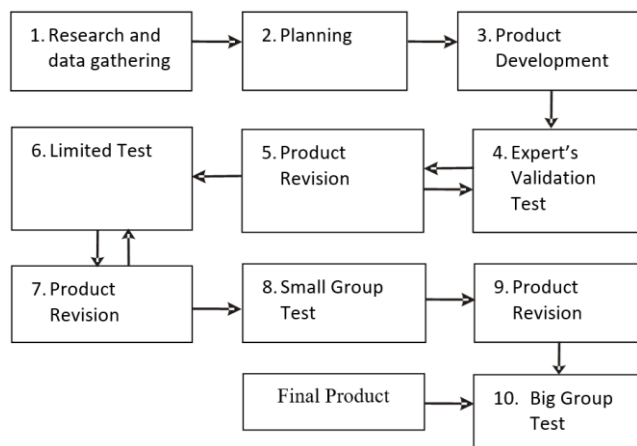 1. Research and
data gathering
2. Planning
3. Product
Development
6. Limited Test
5. Product
Revision
4. Expert's
Validation
Test
7. Product
Revision
8. Small Group
Test
9. Product
Revision
Final Product
10. Big Group
Test